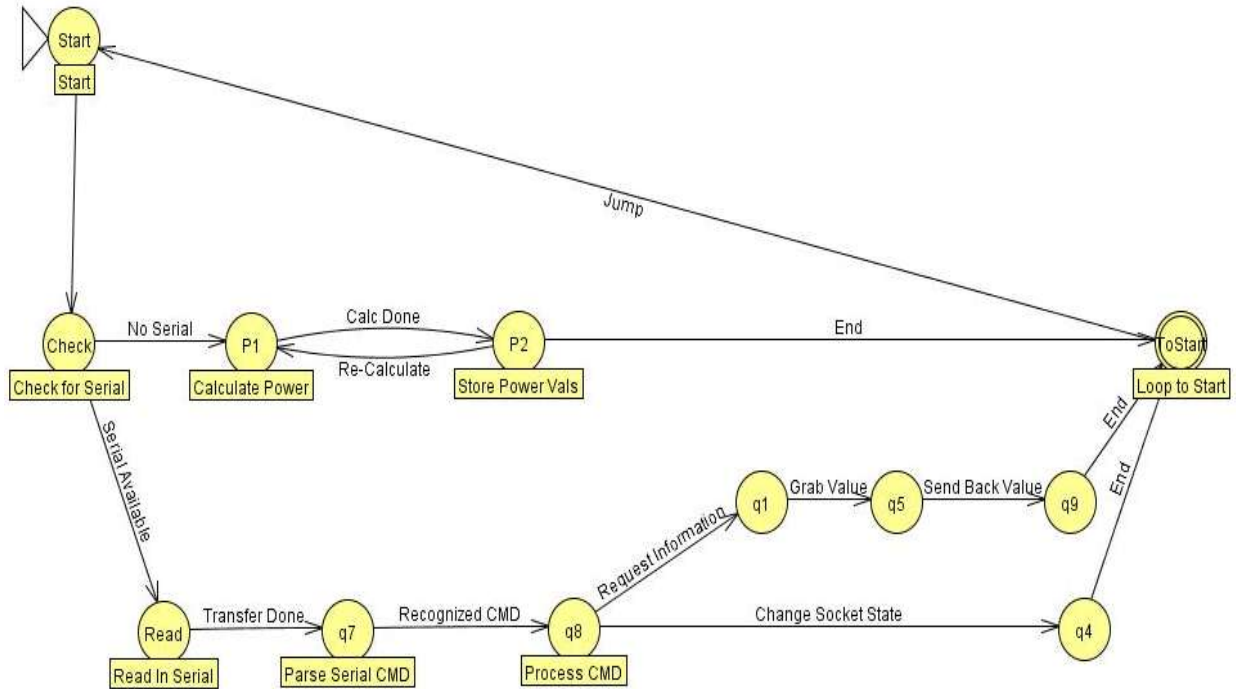 Start
Start
Jump
Check
No Serial
P1
Calc Done
Re-Calculate
P2
End
ToStart
Check for Serial
Calculate Power
Store Power Vals
Loop to Start
Serial Available
End
End
q1
Grab Value
q5
Send Back Value
q9
Request Information
Read
Transfer Done
q7
Recognized CMD
q8
Change Socket State
q4
Read In Serial
Parse Serial CMD
Process CMD